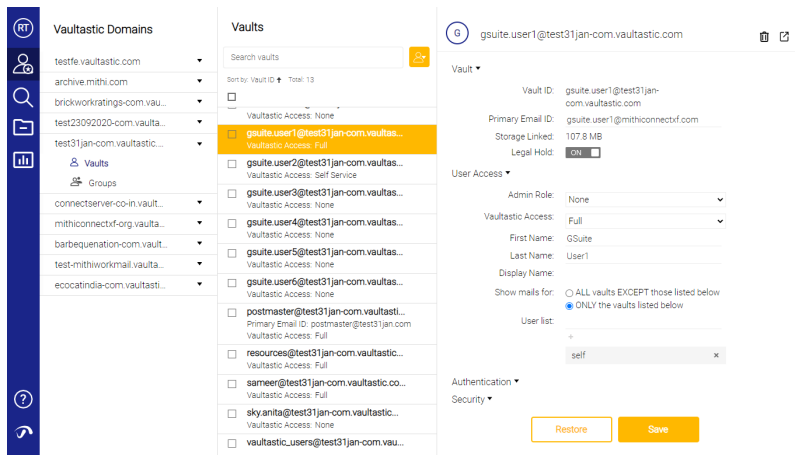 RT
Vaultastic Domains
testfe.vaultastic.com
archive.mithi.com
brickworkratings-com.vau...
test23092020-com.vaulta...
test31jan-com.vaultastic....
Vaults
Groups
connectserver-co-in.vault...
mithiconnectxf-org.vaulta...
barbequenation-com.vault...
test-mithiworkmail.vaulta...
ecocatindia-com.vaultasti...
?
Vaults
Search vaults
Sort by: Vault ID Total: 13
Vaultastic Access: None
gsuite.user1@test31jan-com.vaultas...
Vaultastic Access: Full
gsuite.user2@test31jan-com.vaultas...
Vaultastic Access: Self Service
gsuite.user3@test31jan-com.vaultas...
Vaultastic Access: None
gsuite.user4@test31jan-com.vaultas...
Vaultastic Access: None
gsuite.user5@test31jan-com.vaultas...
Vaultastic Access: None
gsuite.user6@test31jan-com.vaultas...
Vaultastic Access: None
postmaster@test31jan-com.vaultasti...
Primary Email ID: postmaster@test31jan.com
Vaultastic Access: Full
resources@test31jan-com.vaultastic...
Vaultastic Access: Full
sameer@test31jan-com.vaultastic.co...
Vaultastic Access: Full
sky.anita@test31jan-com.vaultastic...
Vaultastic Access: None
vaultastic_users@test31jan-com.vau...
G
gsuite.user1@test31jan-com.vaultastic.com
Vault
Vault ID: gsuite.user1@test31jan-
com.vaultastic.com
Primary Email ID: gsuite.user1@mithiconnectxf.com
Storage Linked: 107.8 MB
Legal Hold: ON
User Access
Admin Role: None
Vaultastic Access: Full
First Name: GSuite
Last Name: User1
Display Name:
Show mails for: ALL vaults EXCEPT those listed below
ONLY the vaults listed below
User list:
+
self ×
Authentication
Security
Restore Save